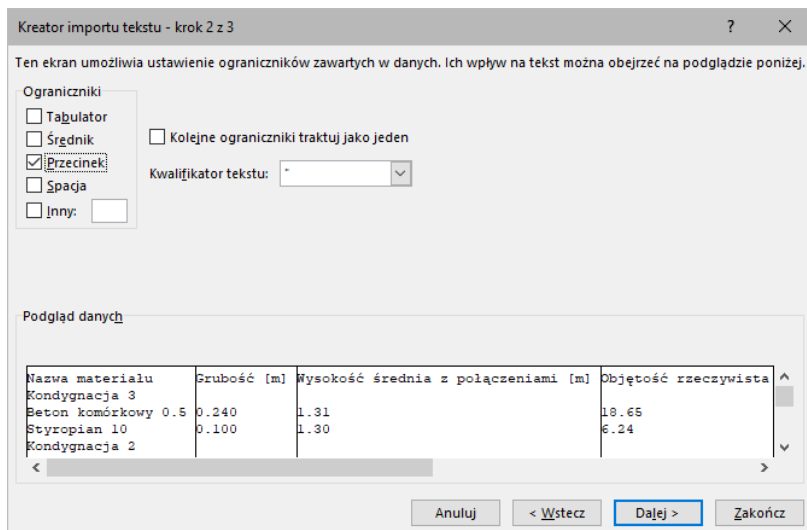 Kreator importu tekstu - krok 2 z 3
Ten ekran umożliwia ustawienie ograniczników zawartych w danych. Ich wpływ na tekst można obejrzeć na podglądzie poniżej.
Ograniczniki
Tabulator
Średnik
Przecinek
Spacja
Inny:
Kolejne ograniczniki traktuj jako jeden
Kwalifikator tekstu: "
Podgląd danych
Nazwa materiału Grubość [m] Wysokość średnia z połączeniami [m] Objętość rzeczywista
Kondygnacja 3
Beton komórkowy 0.5 0.240 1.31 18.65
Styropian 10 0.100 1.30 6.24
Kondygnacja 2
Anuluj < Wstecz Dalej > Zakończ